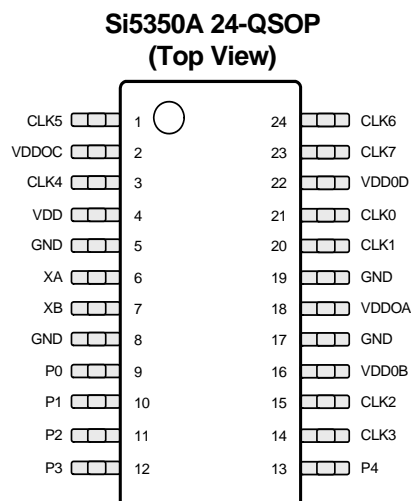 Si5350A 24-QSOP
(Top View)
CLK5 1 24 CLK6
VDDOC 2 23 CLK7
CLK4 3 22 VDD0D
VDD 4 21 CLK0
GND 5 20 CLK1
XA 6 19 GND
XB 7 18 VDDOA
GND 8 17 GND
P0 9 16 VDD0B
P1 10 15 CLK2
P2 11 14 CLK3
P3 12 13 P4